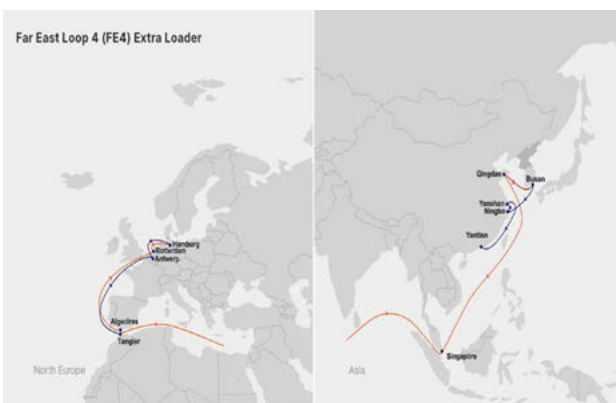 Far East Loop 4 (FE4) Extra Loader
Hamburg
Rotterdam
Antwerp
Algeciras
Tangier
North Europe
Qingdao
Busan
Yanshan
Ningbo
Yantian
Singapore
Asia